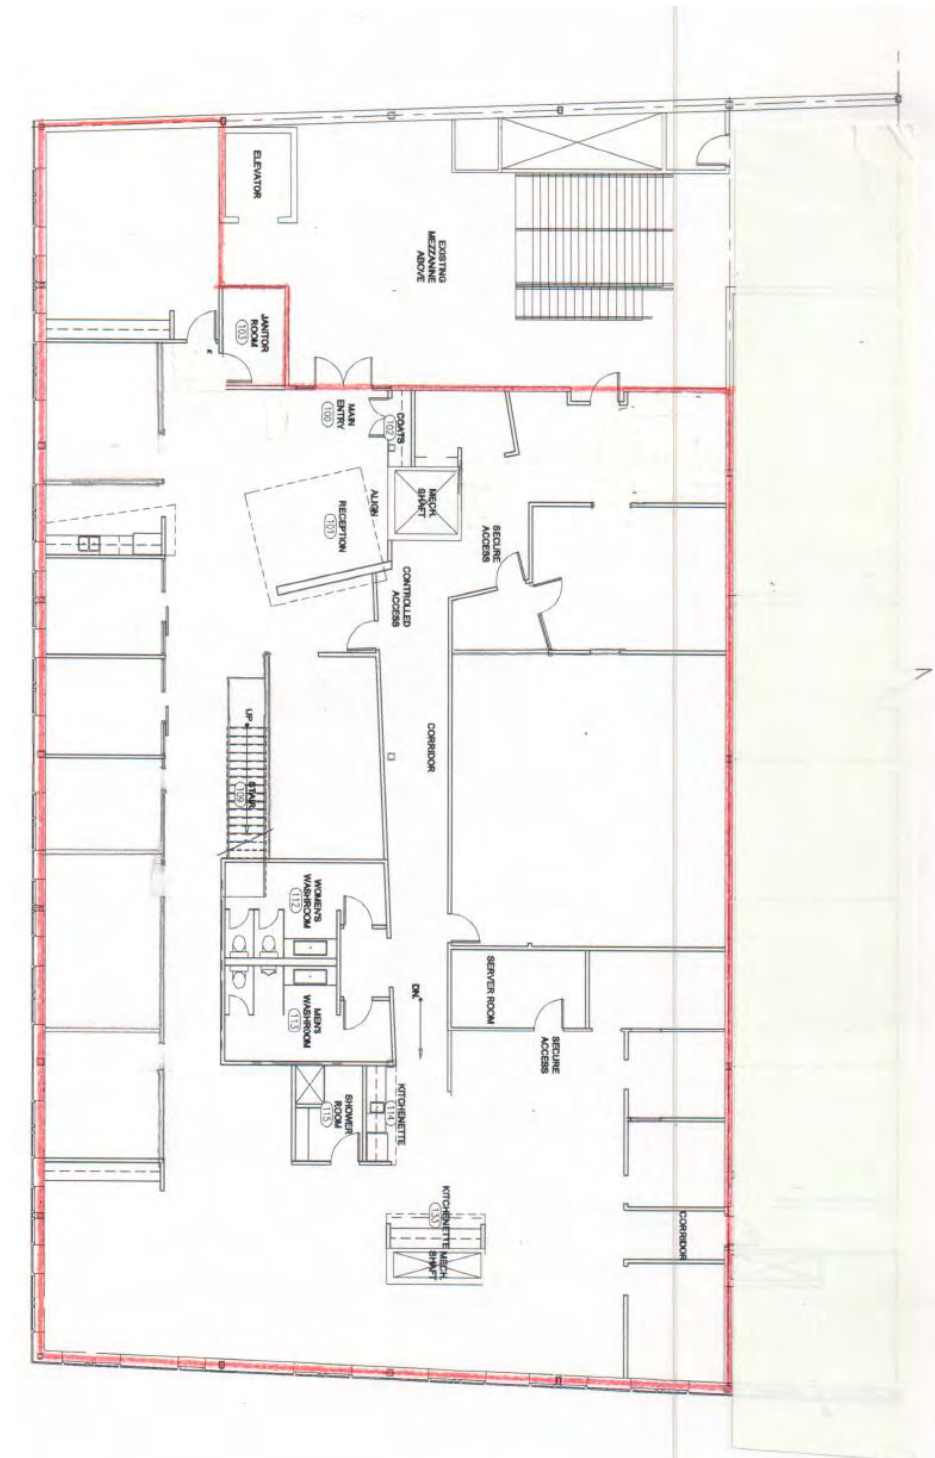 ELEVATOR
EXISTING
MEZZANINE
ABOVE
JANITOR
ROOM
103
MAIN
ENTRY
100
COATS
102
ALIGN
RECEPTION
101
MECH.
SHAFT
SECURE
ACCESS
CONTROLLED
ACCESS
CORRIDOR
UP
STAIR
109
WOMEN'S
WASHROOM
112
MEN'S
WASHROOM
113
DN.
SERVER ROOM
SECURE
ACCESS
KITCHENETTE
114
SHOWER
ROOM
115
KITCHENETTE
133
MECH.
SHAFT
CORRIDOR